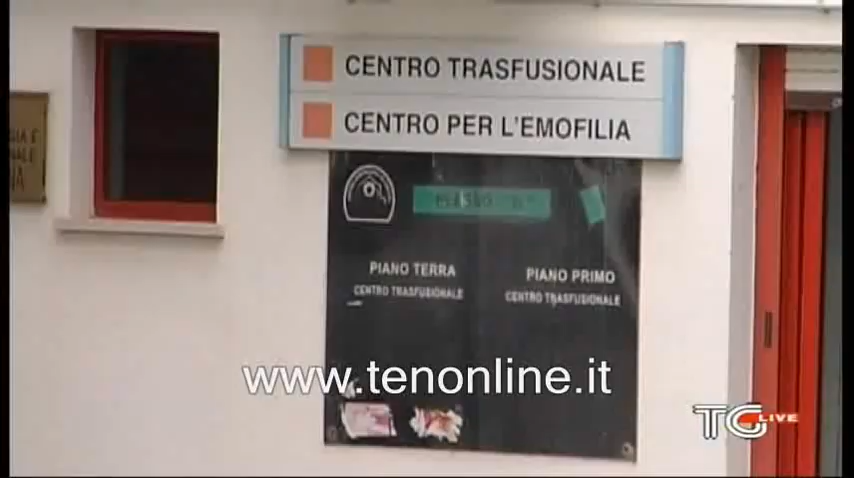 CENTRO TRASFUSIONALE
CENTRO PER L'EMOFILIA
PIANO TERRA
CENTRO TRASFUSIONALE
PIANO PRIMO
CENTRO TRASFUSIONALE
www.tenonline.it
TG LIVE